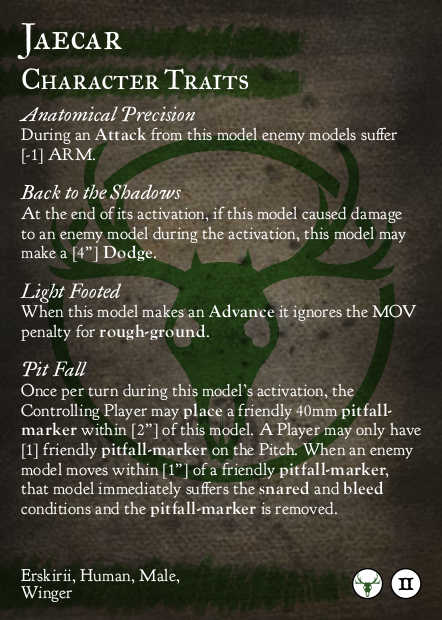 Jaecar
Character Traits
Anatomical Precision
During an Attack from this model enemy models suffer
[-1] ARM.
Back to the Shadows
At the end of its activation, if this model caused damage
to an enemy model during the activation, this model may
make a [4”] Dodge.
Light Footed
When this model makes an Advance it ignores the MOV
penalty for rough-ground.
Pit Fall
Once per turn during this model’s activation, the
Controlling Player may place a friendly 40mm pitfall-
marker within [2”] of this model. A Player may only have
[1] friendly pitfall-marker on the Pitch. When an enemy
model moves within [1”] of a friendly pitfall-marker,
that model immediately suffers the snared and bleed
conditions and the pitfall-marker is removed.
Erskirii, Human, Male,
Winger
II